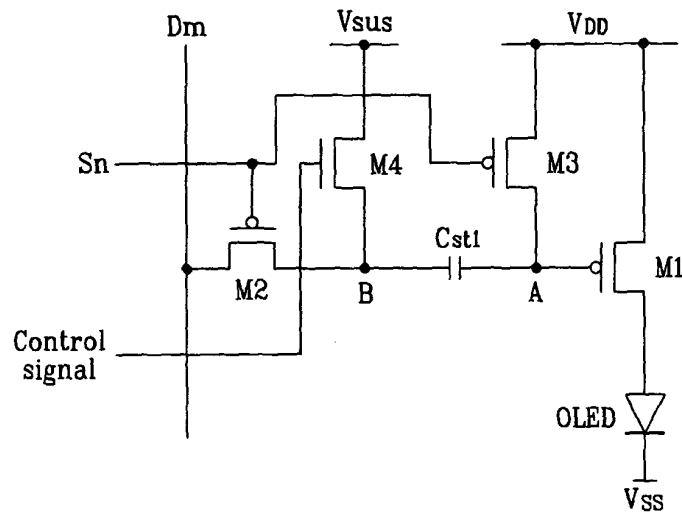 Dm
Vsus
VDD
Sn
M4
M3
Cst1
M2
B
A
M1
Control
signal
OLED
VSS